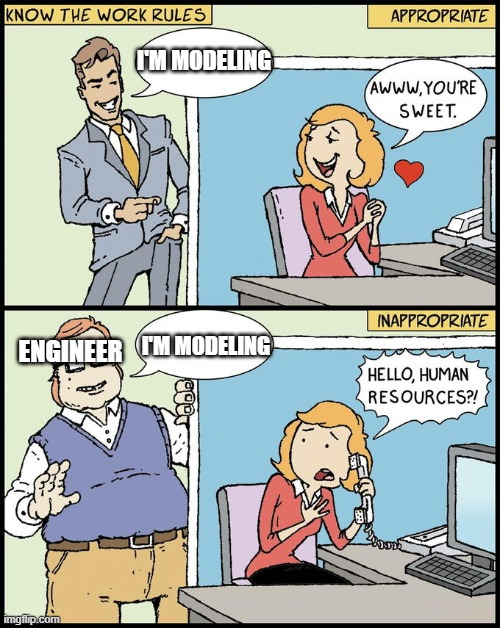 KNOW THE WORK RULES
APPROPRIATE
I'M MODELING
AWWW, YOU'RE
SWEET.
INAPPROPRIATE
ENGINEER
I'M MODELING
HELLO, HUMAN
RESOURCES?!
imgflip.com